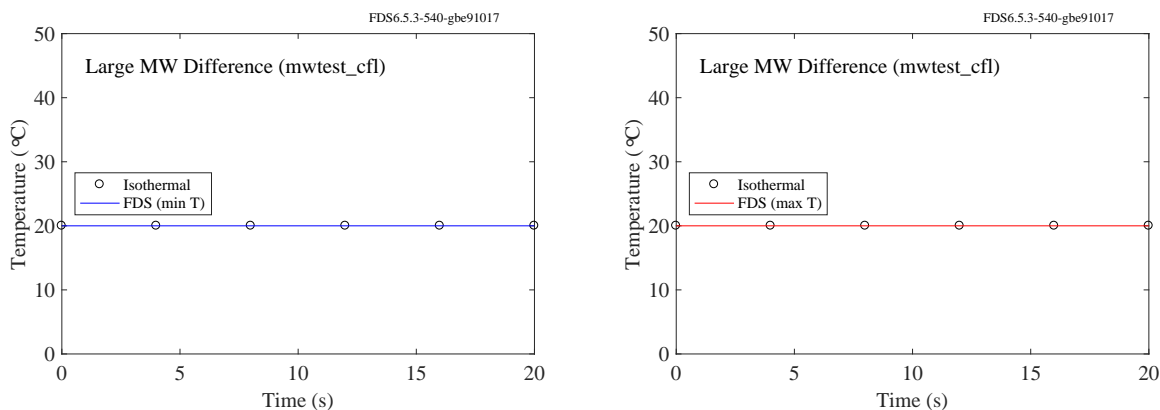 FDS6.5.3-540-gbe91017
50
40
30
20
10
0
Temperature (°C)
Large MW Difference (mwtest_cfl)
Isothermal
FDS (min T)
0 5 10 15 20
Time (s)
FDS6.5.3-540-gbe91017
50
40
30
20
10
0
Temperature (°C)
Large MW Difference (mwtest_cfl)
Isothermal
FDS (max T)
0 5 10 15 20
Time (s)